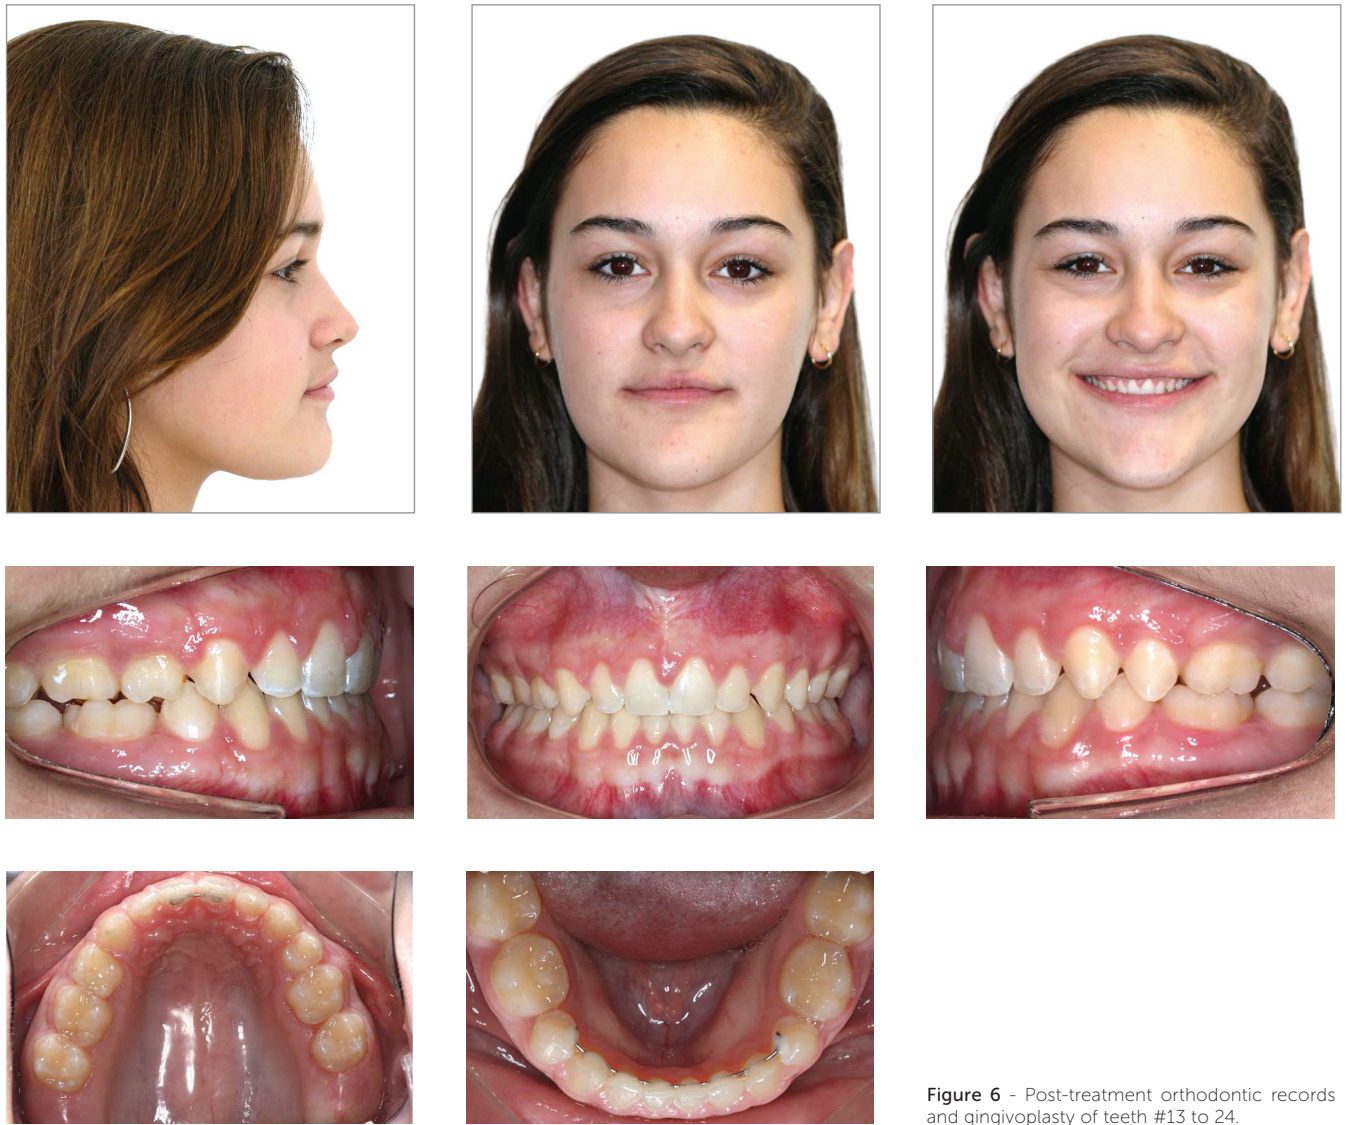 Figure 6 - Post-treatment orthodontic records
and gingivoplasty of teeth #13 to 24.